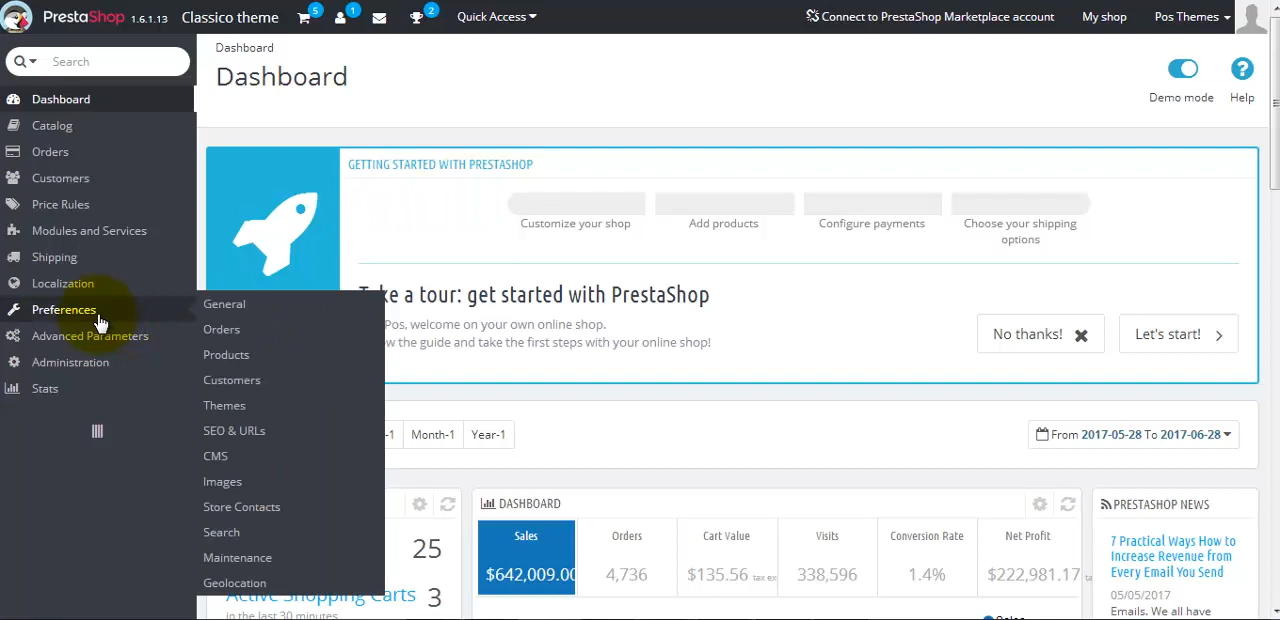 PrestaShop 1.6.1.13 Classico theme 5 1 2 Quick Access Connect to PrestaShop Marketplace account My shop Pos Themes
Search
Dashboard
Catalog
Orders
Customers
Price Rules
Modules and Services
Shipping
Localization
Preferences
Advanced Parameters
Administration
Stats
General
Orders
Products
Customers
Themes
SEO & URLs
CMS
Images
Store Contacts
Search
Maintenance
Geolocation
Dashboard
Dashboard
Demo mode
Help
GETTING STARTED WITH PRESTASHOP
Customize your shop
Add products
Configure payments
Choose your shipping
options
e a tour: get started with PrestaShop
Pos, welcome on your own online shop.
ow the guide and take the first steps with your online shop!
No thanks!
Let's start!
-1 Month-1 Year-1
From 2017-05-28 To 2017-06-28
25
Active Shopping Carts 3
in the last 30 minutes
DASHBOARD
Sales
$642,009.00
Orders
4,736
Cart Value
$135.56 tax ex
Visits
338,596
Conversion Rate
1.4%
Net Profit
$222,981.17 ta
Sales
PRESTASHOP NEWS
7 Practical Ways How to
Increase Revenue from
Every Email You Send
05/05/2017
Emails. We all have